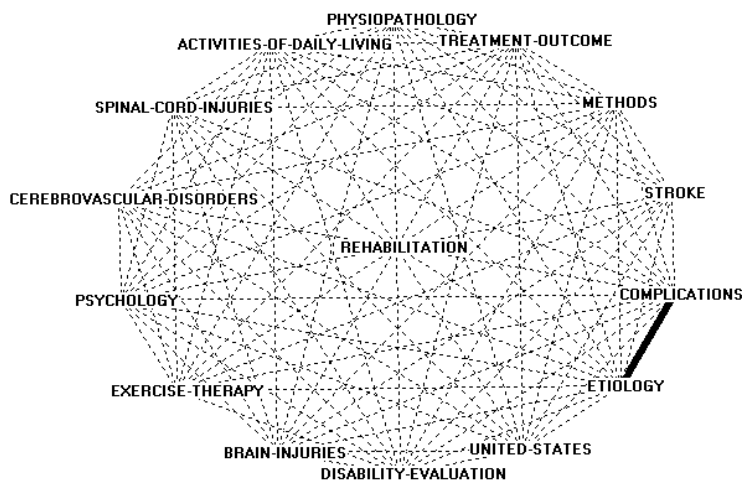 PHYSIOPATHOLOGY
ACTIVITIES-OF-DAILY-LIVING
TREATMENT-OUTCOME
SPINAL-CORD-INJURIES
METHODS
CEREBROVASCULAR-DISORDERS
STROKE
REHABILITATION
PSYCHOLOGY
COMPLICATIONS
EXERCISE-THERAPY
ETIOLOGY
BRAIN-INJURIES
UNITED-STATES
DISABILITY-EVALUATION